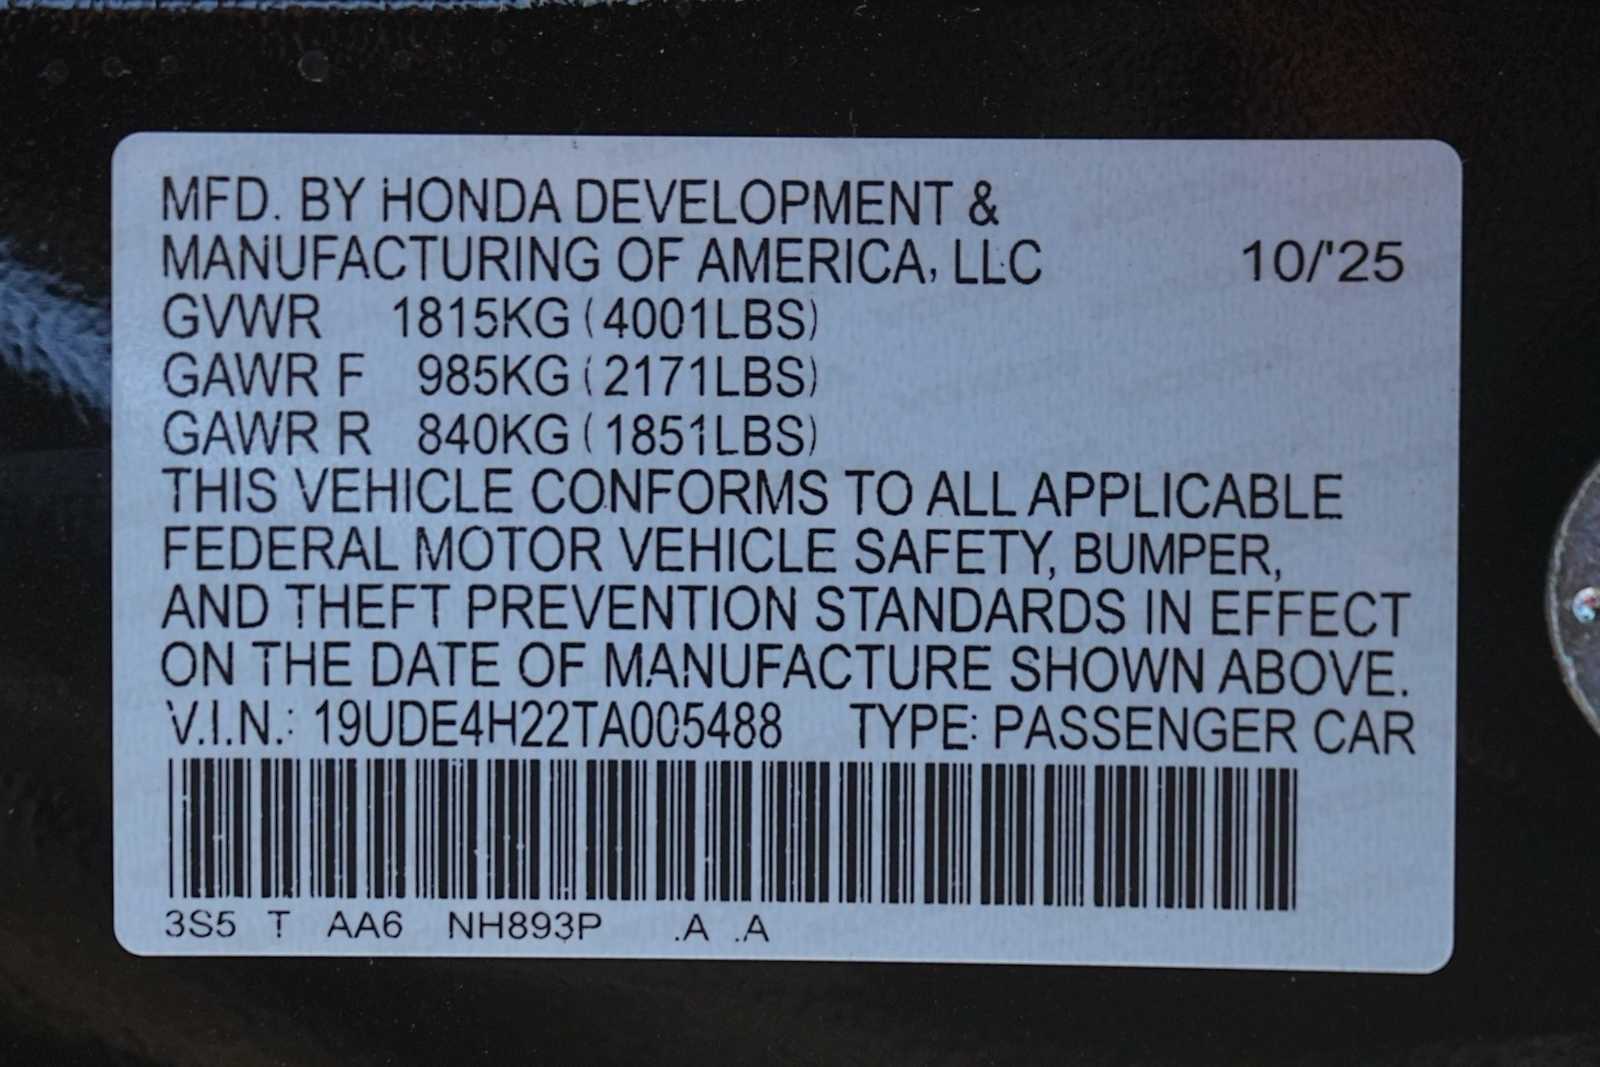 MFD. BY HONDA DEVELOPMENT &
MANUFACTURING OF AMERICA, LLC 10/'25
GVWR 1815KG (4001LBS)
GAWR F 985KG (2171LBS)
GAWR R 840KG (1851LBS)
THIS VEHICLE CONFORMS TO ALL APPLICABLE
FEDERAL MOTOR VEHICLE SAFETY, BUMPER,
AND THEFT PREVENTION STANDARDS IN EFFECT
ON THE DATE OF MANUFACTURE SHOWN ABOVE.
V.I.N.: 19UDE4H22TA005488 TYPE: PASSENGER CAR
3S5 T AA6 NH893P .A .A